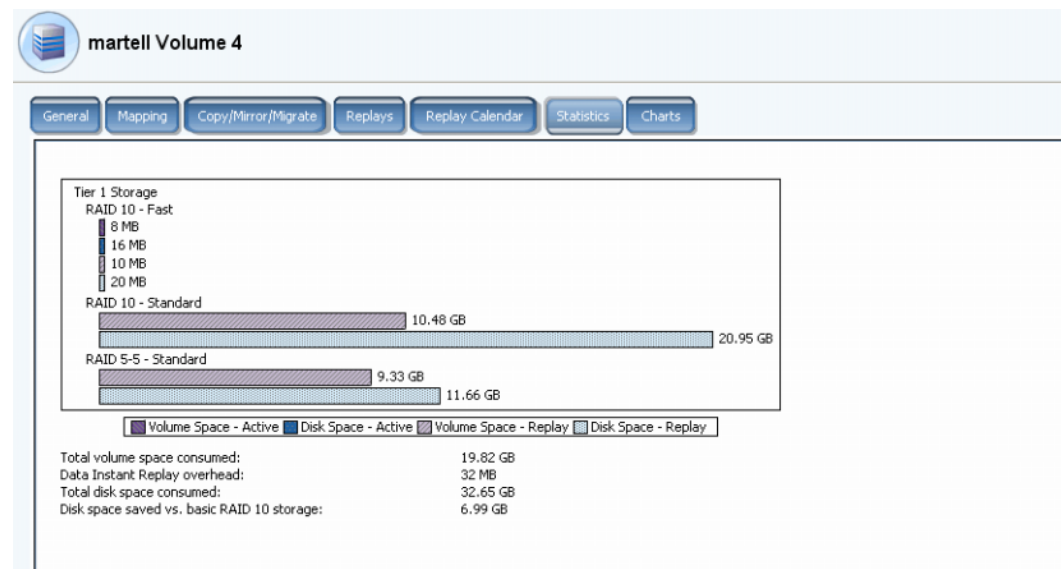 martell Volume 4
General Mapping Copy/Mirror/Migrate Replays Replay Calendar Statistics Charts
Tier 1 Storage
RAID 10 - Fast
8 MB
16 MB
10 MB
20 MB
RAID 10 - Standard
10.48 GB
20.95 GB
RAID 5-5 - Standard
9.33 GB
11.66 GB
Volume Space - Active Disk Space - Active Volume Space - Replay Disk Space - Replay
Total volume space consumed: 19.82 GB
Data Instant Replay overhead: 32 MB
Total disk space consumed: 32.65 GB
Disk space saved vs. basic RAID 10 storage: 6.99 GB